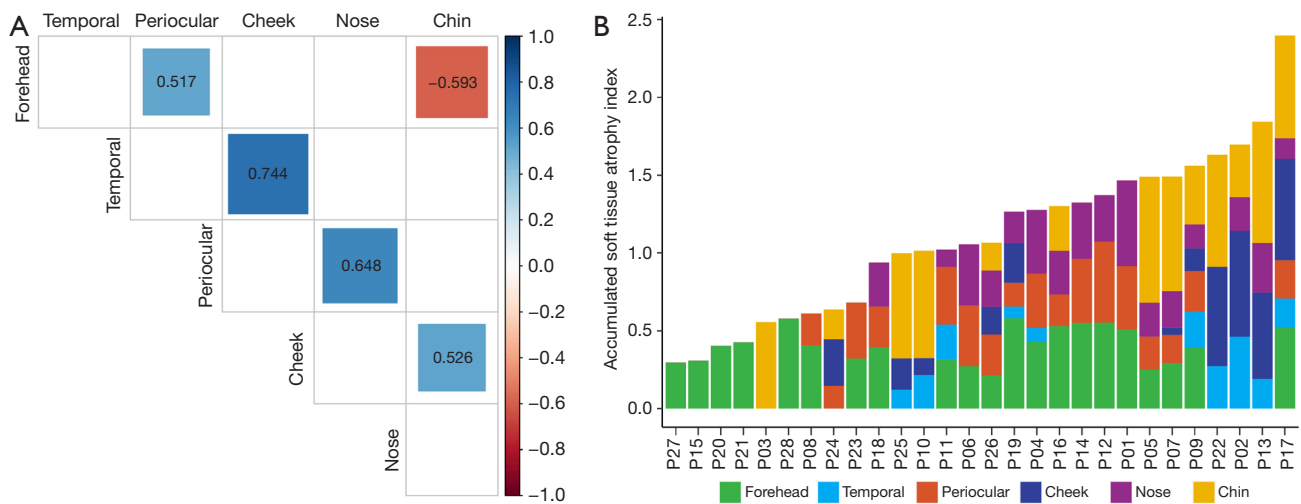 A
Temporal Periocular Cheek Nose Chin
Forehead
0.517
−0.593
Temporal
0.744
Periocular
0.648
Cheek
0.526
Nose
1.0
0.8
0.6
0.4
0.2
0.0
−0.2
−0.4
−0.6
−0.8
−1.0
B
Accumulated soft tissue atrophy index
2.5
2.0
1.5
1.0
0.5
0.0
P27 P15 P20 P21 P03 P28 P08 P24 P23 P18 P25 P10 P11 P06 P26 P19 P04 P16 P14 P12 P01 P05 P07 P09 P22 P02 P13 P17
Forehead Temporal Periocular Cheek Nose Chin